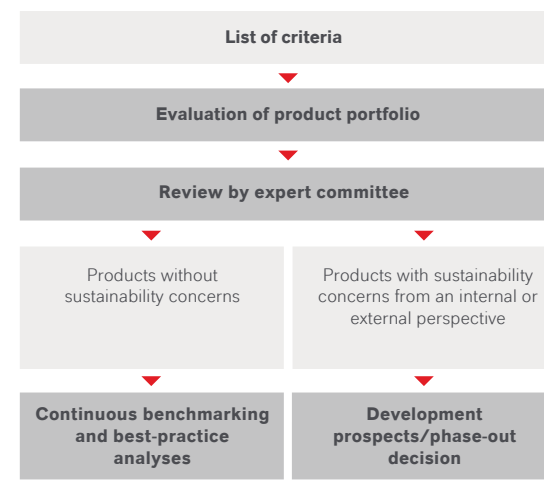 List of criteria
Evaluation of product portfolio
Review by expert committee
Products without
sustainability concerns
Products with sustainability
concerns from an internal or
external perspective
Continuous benchmarking
and best-practice
analyses
Development
prospects/phase-out
decision